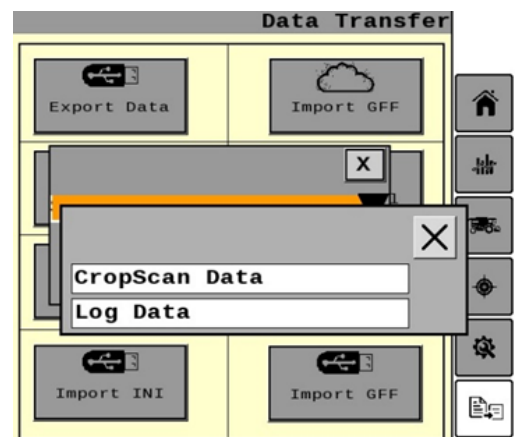 Data Transfer
Export Data
Import GFF
X
CropScan Data
Log Data
Import INI
Import GFF